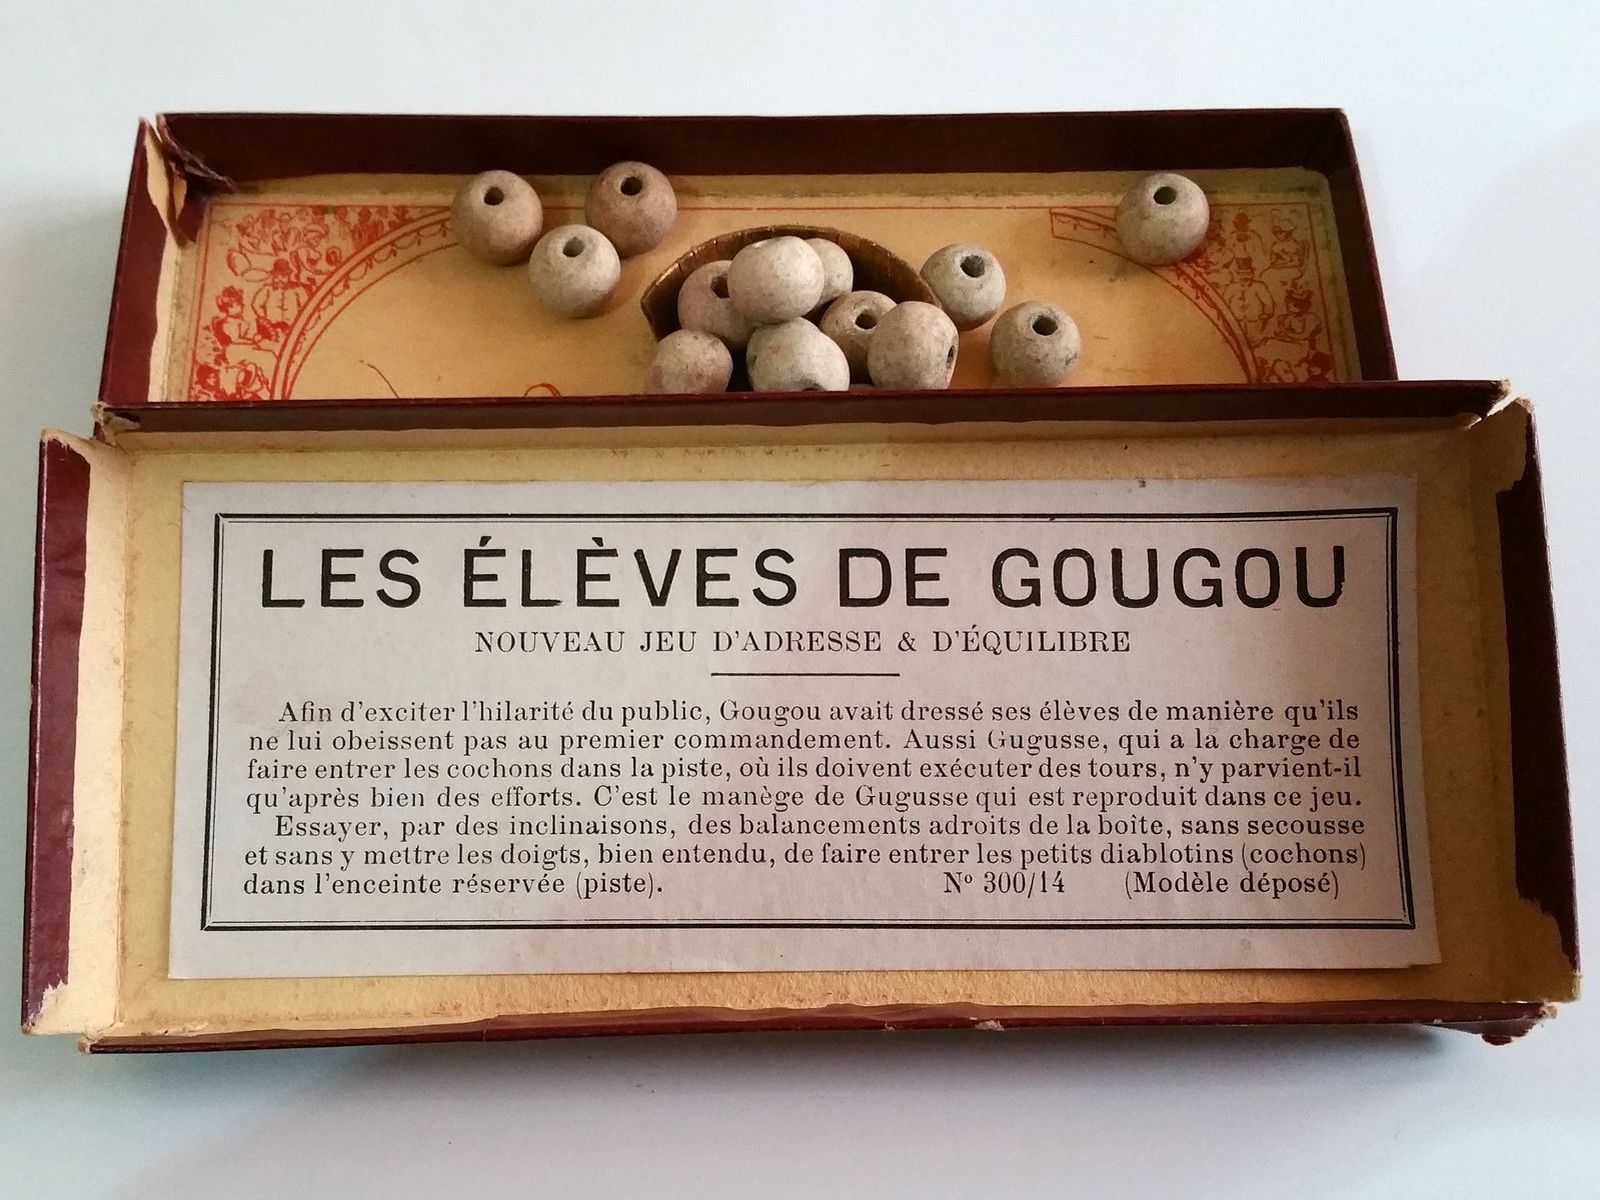 LES ÉLÈVES DE GOUGOU
NOUVEAU JEU D'ADRESSE & D'ÉQUILIBRE
Afin d'exciter l'hilarité du public, Gougou avait dressé ses élèves de manière qu'ils
ne lui obeissent pas au premier commandement. Aussi Gugusse, qui a la charge de
faire entrer les cochons dans la piste, où ils doivent exécuter des tours, n'y parvient-il
qu'après bien des efforts. C'est le manège de Gugusse qui est reproduit dans ce jeu.
Essayer, par des inclinaisons, des balancements adroits de la boîte, sans secousse
et sans y mettre les doigts, bien entendu, de faire entrer les petits diablotins (cochons)
dans l'enceinte réservée (piste). Nº 300/14 (Modèle déposé)